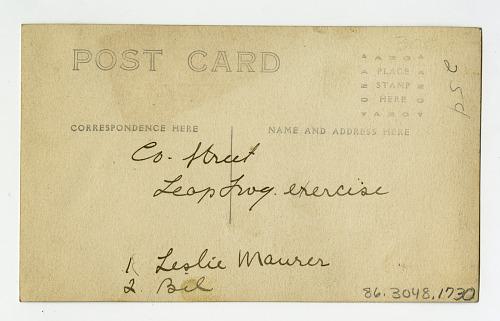 POST CARD
AZO
PLACE
STAMP
HERE
AZO
259
CORRESPONDENCE HERE
NAME AND ADDRESS HERE
Co. Street
Leap Frog. exercise
1. Leslie Maurer
2. Bil
86.3048.1730